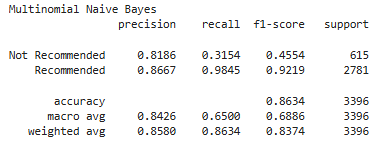 Multinomial Naive Bayes
precision recall f1-score support
Not Recommended 0.8186 0.3154 0.4554 615
Recommended 0.8667 0.9845 0.9219 2781
accuracy 0.8634 3396
macro avg 0.8426 0.6500 0.6886 3396
weighted avg 0.8580 0.8634 0.8374 3396